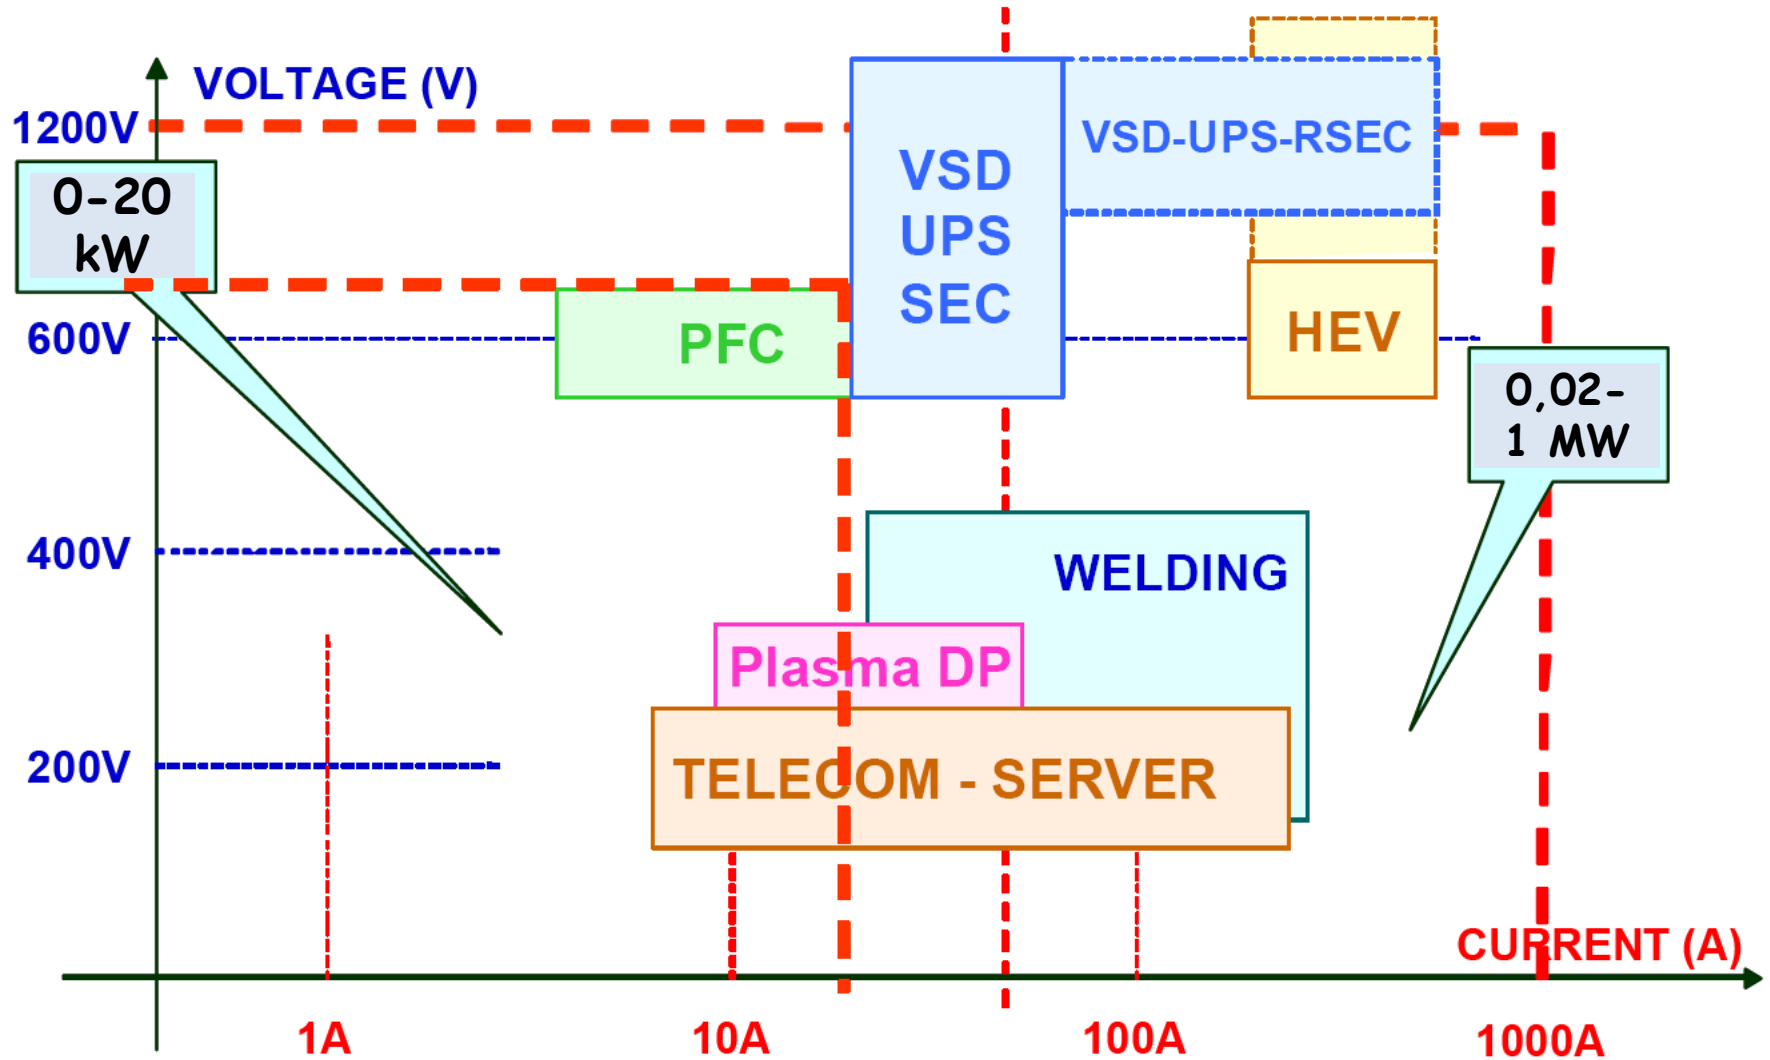 VOLTAGE (V)
1200V
0-20
kW
600V
400V
200V
VSD
UPS
SEC
VSD-UPS-RSEC
PFC
HEV
0,02-
1 MW
WELDING
Plasma DP
TELECOM - SERVER
CURRENT (A)
1A
10A
100A
1000A